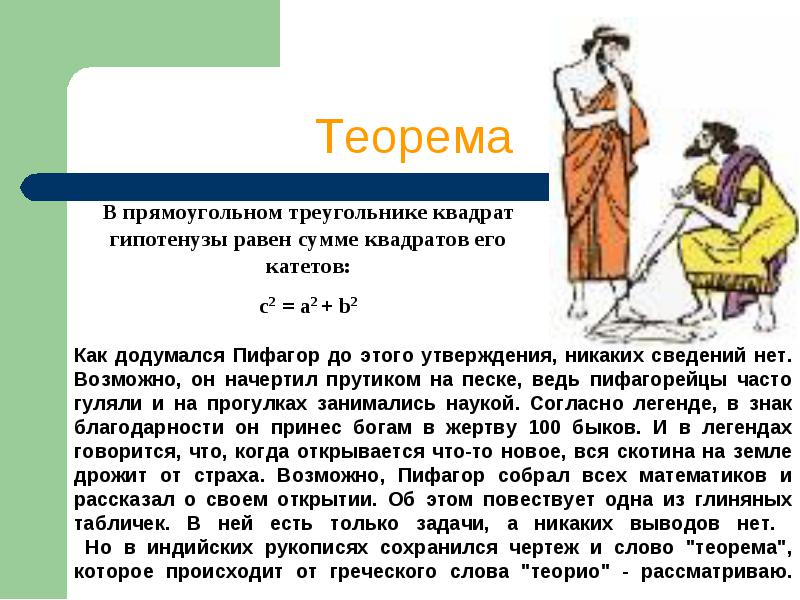 Теорема
В прямоугольном треугольнике квадрат
гипотенузы равен сумме квадратов его
катетов:
c² = a² + b²
Как додумался Пифагор до этого утверждения, никаких сведений нет.
Возможно, он начертил прутиком на песке, ведь пифагорейцы часто
гуляли и на прогулках занимались наукой. Согласно легенде, в знак
благодарности он принес богам в жертву 100 быков. И в легендах
говорится, что, когда открывается что-то новое, вся скотина на земле
дрожит от страха. Возможно, Пифагор собрал всех математиков и
рассказал о своем открытии. Об этом повествует одна из глиняных
табличек. В ней есть только задачи, а никаких выводов нет.
Но в индийских рукописях сохранился чертеж и слово "теорема",
которое происходит от греческого слова "теорио" - рассматриваю.